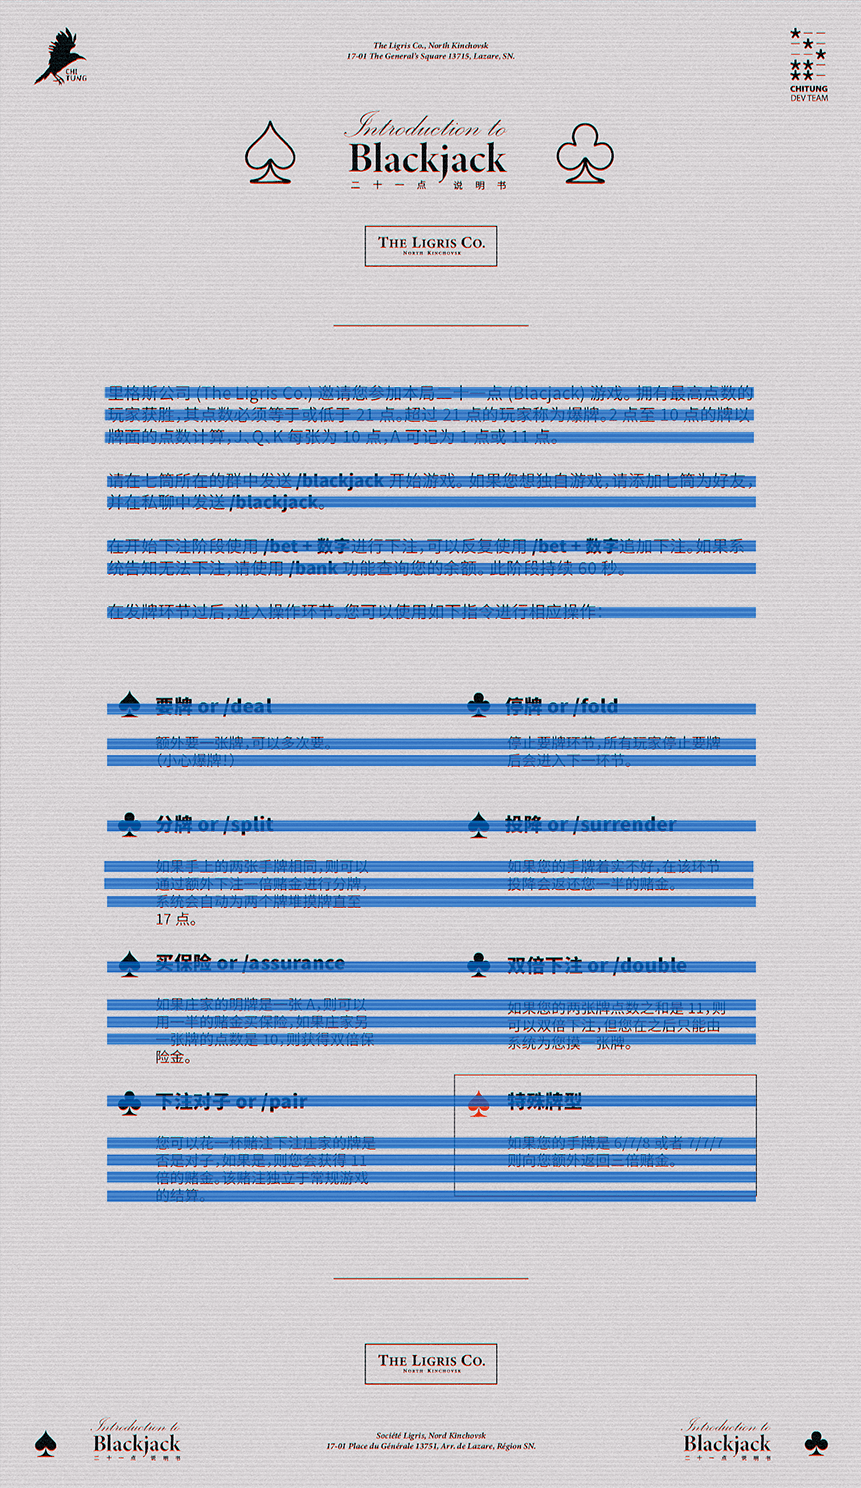 CHI
TUNG
The Ligris Co., North Kinchovsk
17-01 The General's Square 13715, Lazare, SN.
CHITUNG
DEV TEAM
Introduction to
Blackjack
二十一点 说明书
THE LIGRIS CO.
NORTH KINCHOVSK
里格斯公司 (The Ligris Co.) 邀请您参加本局二十一点 (Blacjack) 游戏。拥有最高点数的
玩家获胜,其点数必须等于或低于 21 点。超过 21 点的玩家称为爆牌。2 点至 10 点的牌以
牌面的点数计算,J、Q、K 每张为 10 点,A 可记为 1 点或 11 点。
请在七筒所在的群中发送 /blackjack 开始游戏。如果您想独自游戏,请添加七筒为好友,
并在私聊中发送 /blackjack。
在开始下注阶段使用 /bet + 数字进行下注,可以反复使用 /bet + 数字追加下注。如果系
统告知无法下注,请使用 /bank 功能查询您的余额。此阶段持续 60 秒。
在发牌环节过后,进入操作环节。您可以使用如下指令进行相应操作:
要牌 or /deal
额外要一张牌,可以多次要。
(小心爆牌!)
停牌 or /fold
停止要牌环节,所有玩家停止要牌
后会进入下一环节。
分牌 or /split
如果手上的两张手牌相同,则可以
通过额外下注一倍赌金进行分牌,
系统会自动为两个牌堆摸牌直至
17 点。
投降 or /surrender
如果您的手牌着实不好,在该环节
投降会返还您一半的赌金。
买保险 or /assurance
如果庄家的明牌是一张 A,则可以
用一半的赌金买保险,如果庄家另
一张牌的点数是 10,则获得双倍保
险金。
双倍下注 or /double
如果您的两张牌点数之和是 11,则
可以双倍下注,但您在之后只能由
系统为您摸一张牌。
下注对子 or /pair
您可以花一杯赌注下注庄家的牌是
否是对子,如果是,则您会获得 11
倍的赌金。该赌注独立于常规游戏
的结算。
特殊牌型
如果您的手牌是 6/7/8 或者 7/7/7
则向您额外返回三倍赌金。
THE LIGRIS CO.
NORTH KINCHOVSK
Introduction to
Blackjack
二十一点 说明书
Société Ligris, Nord Kinchovsk
17-01 Place du Générale 13751, Arr. de Lazare, Région SN.
Introduction to
Blackjack
二十一点 说明书